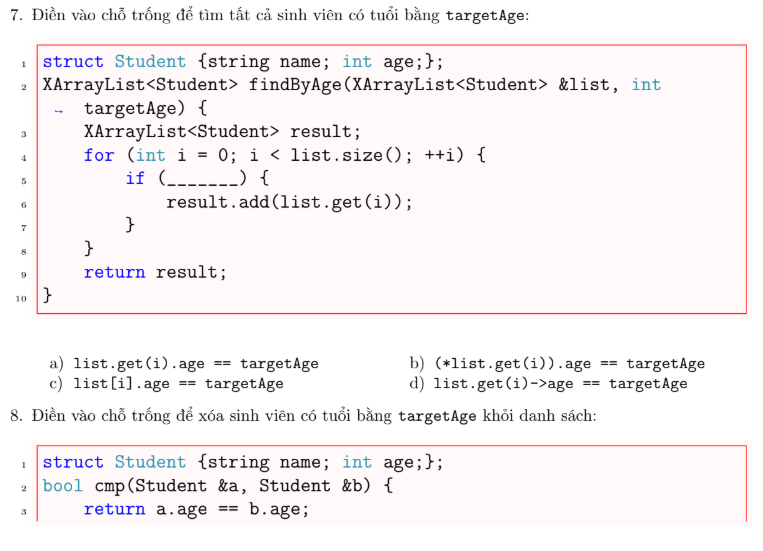 7. Điền vào chỗ trống để tìm tất cả sinh viên có tuổi bằng targetAge:
1 struct Student {string name; int age;};
2 XArrayList<Student> findByAge(XArrayList<Student> &list, int
→ targetAge) {
3 XArrayList<Student> result;
4 for (int i = 0; i < list.size(); ++i) {
5 if (_______) {
6 result.add(list.get(i));
7 }
8 }
9 return result;
10 }
a) list.get(i).age == targetAge b) (*list.get(i)).age == targetAge
c) list[i].age == targetAge d) list.get(i)->age == targetAge
8. Điền vào chỗ trống để xóa sinh viên có tuổi bằng targetAge khỏi danh sách:
1 struct Student {string name; int age;};
2 bool cmp(Student &a, Student &b) {
3 return a.age == b.age;